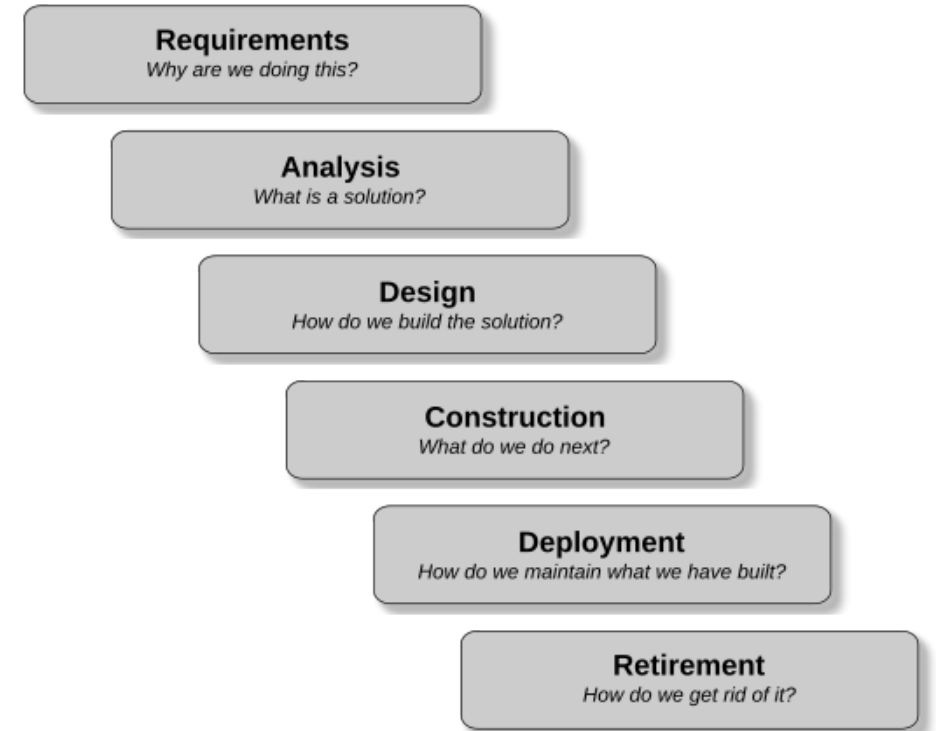 Requirements
Why are we doing this?
Analysis
What is a solution?
Design
How do we build the solution?
Construction
What do we do next?
Deployment
How do we maintain what we have built?
Retirement
How do we get rid of it?